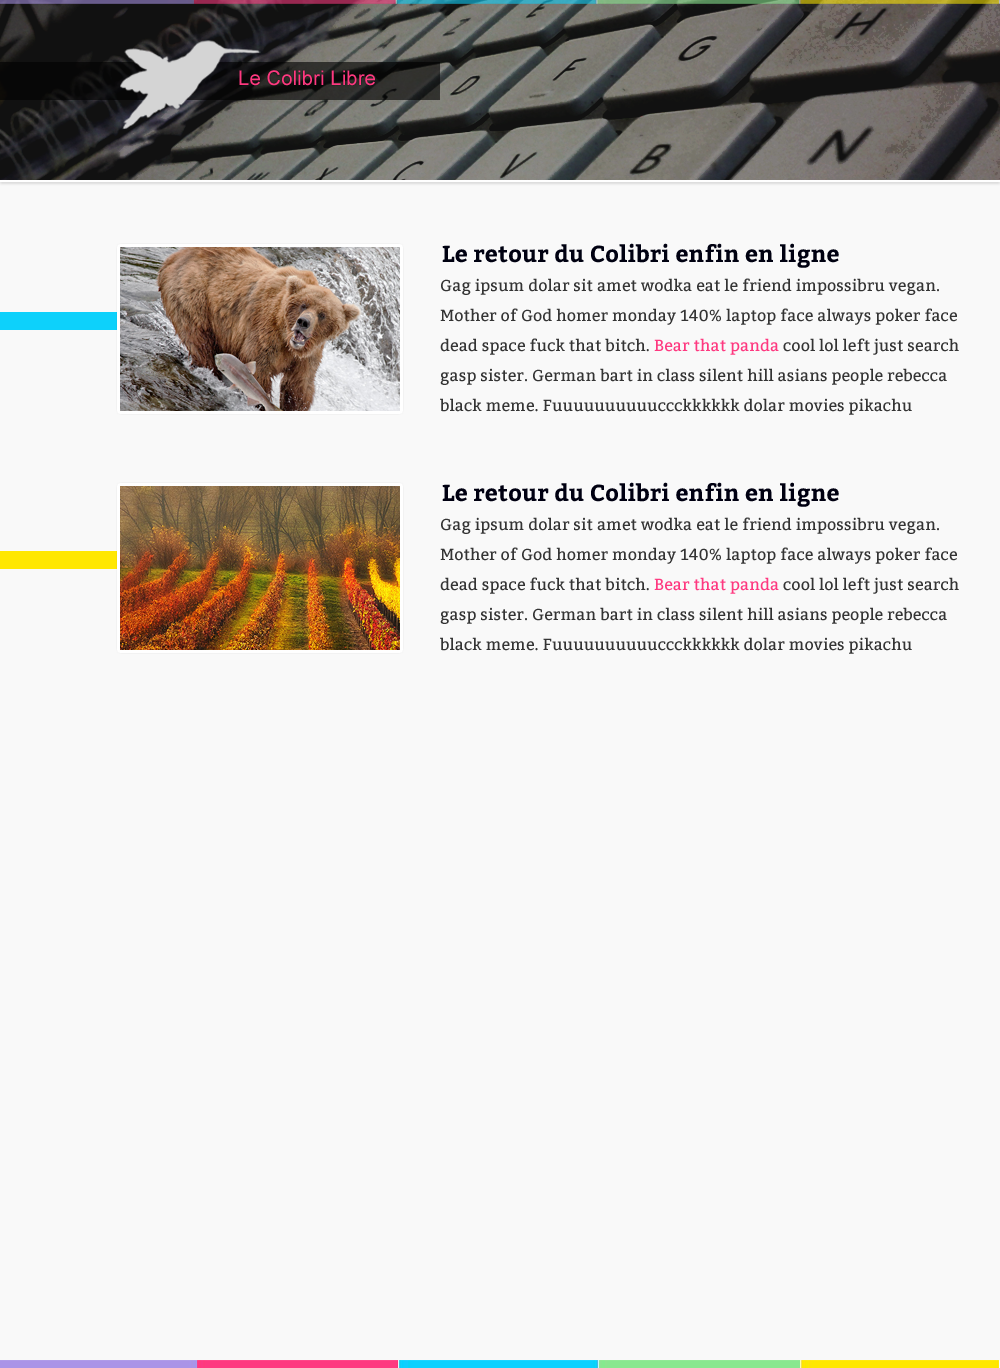 A Z E
Le Colibri Libre
Q S D F G H
W X C V B N
Le retour du Colibri enfin en ligne
Gag ipsum dolar sit amet wodka eat le friend impossibru vegan.
Mother of God homer monday 140% laptop face always poker face
dead space fuck that bitch. Bear that panda cool lol left just search
gasp sister. German bart in class silent hill asians people rebecca
black meme. Fuuuuuuuuuuccckkkkkk dolar movies pikachu
Le retour du Colibri enfin en ligne
Gag ipsum dolar sit amet wodka eat le friend impossibru vegan.
Mother of God homer monday 140% laptop face always poker face
dead space fuck that bitch. Bear that panda cool lol left just search
gasp sister. German bart in class silent hill asians people rebecca
black meme. Fuuuuuuuuuuccckkkkkk dolar movies pikachu